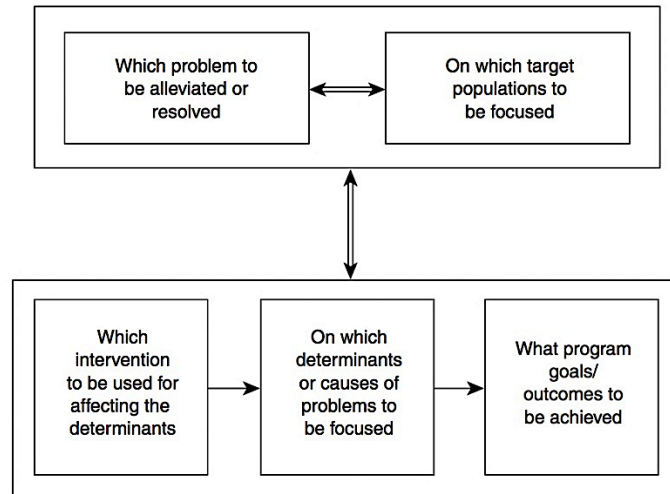 Which problem to
be alleviated or
resolved
On which target
populations to
be focused
Which
intervention
to be used for
affecting the
determinants
On which
determinants
or causes of
problems to
be focused
What program
goals/
outcomes to
be achieved